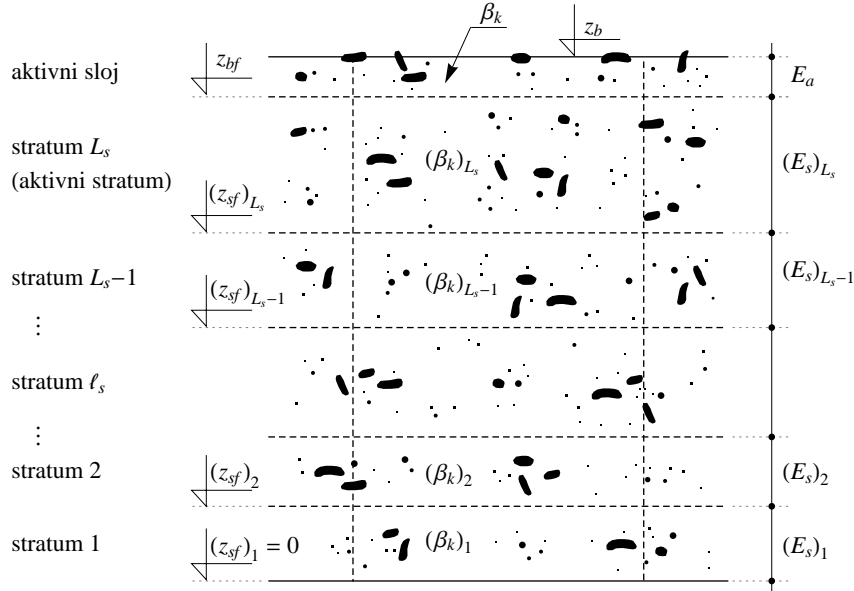 β_k
z_b
z_bf
aktivni sloj
E_a
stratum L_s
(aktivni stratum)
(β_k)_{L_s}
(E_s)_{L_s}
(z_sf)_{L_s}
stratum L_s−1
(z_sf)_{L_s−1}
(β_k)_{L_s−1}
(E_s)_{L_s−1}
⋮
stratum ℓ_s
⋮
stratum 2
(z_sf)_2
(β_k)_2
(E_s)_2
stratum 1
(z_sf)_1 = 0
(β_k)_1
(E_s)_1